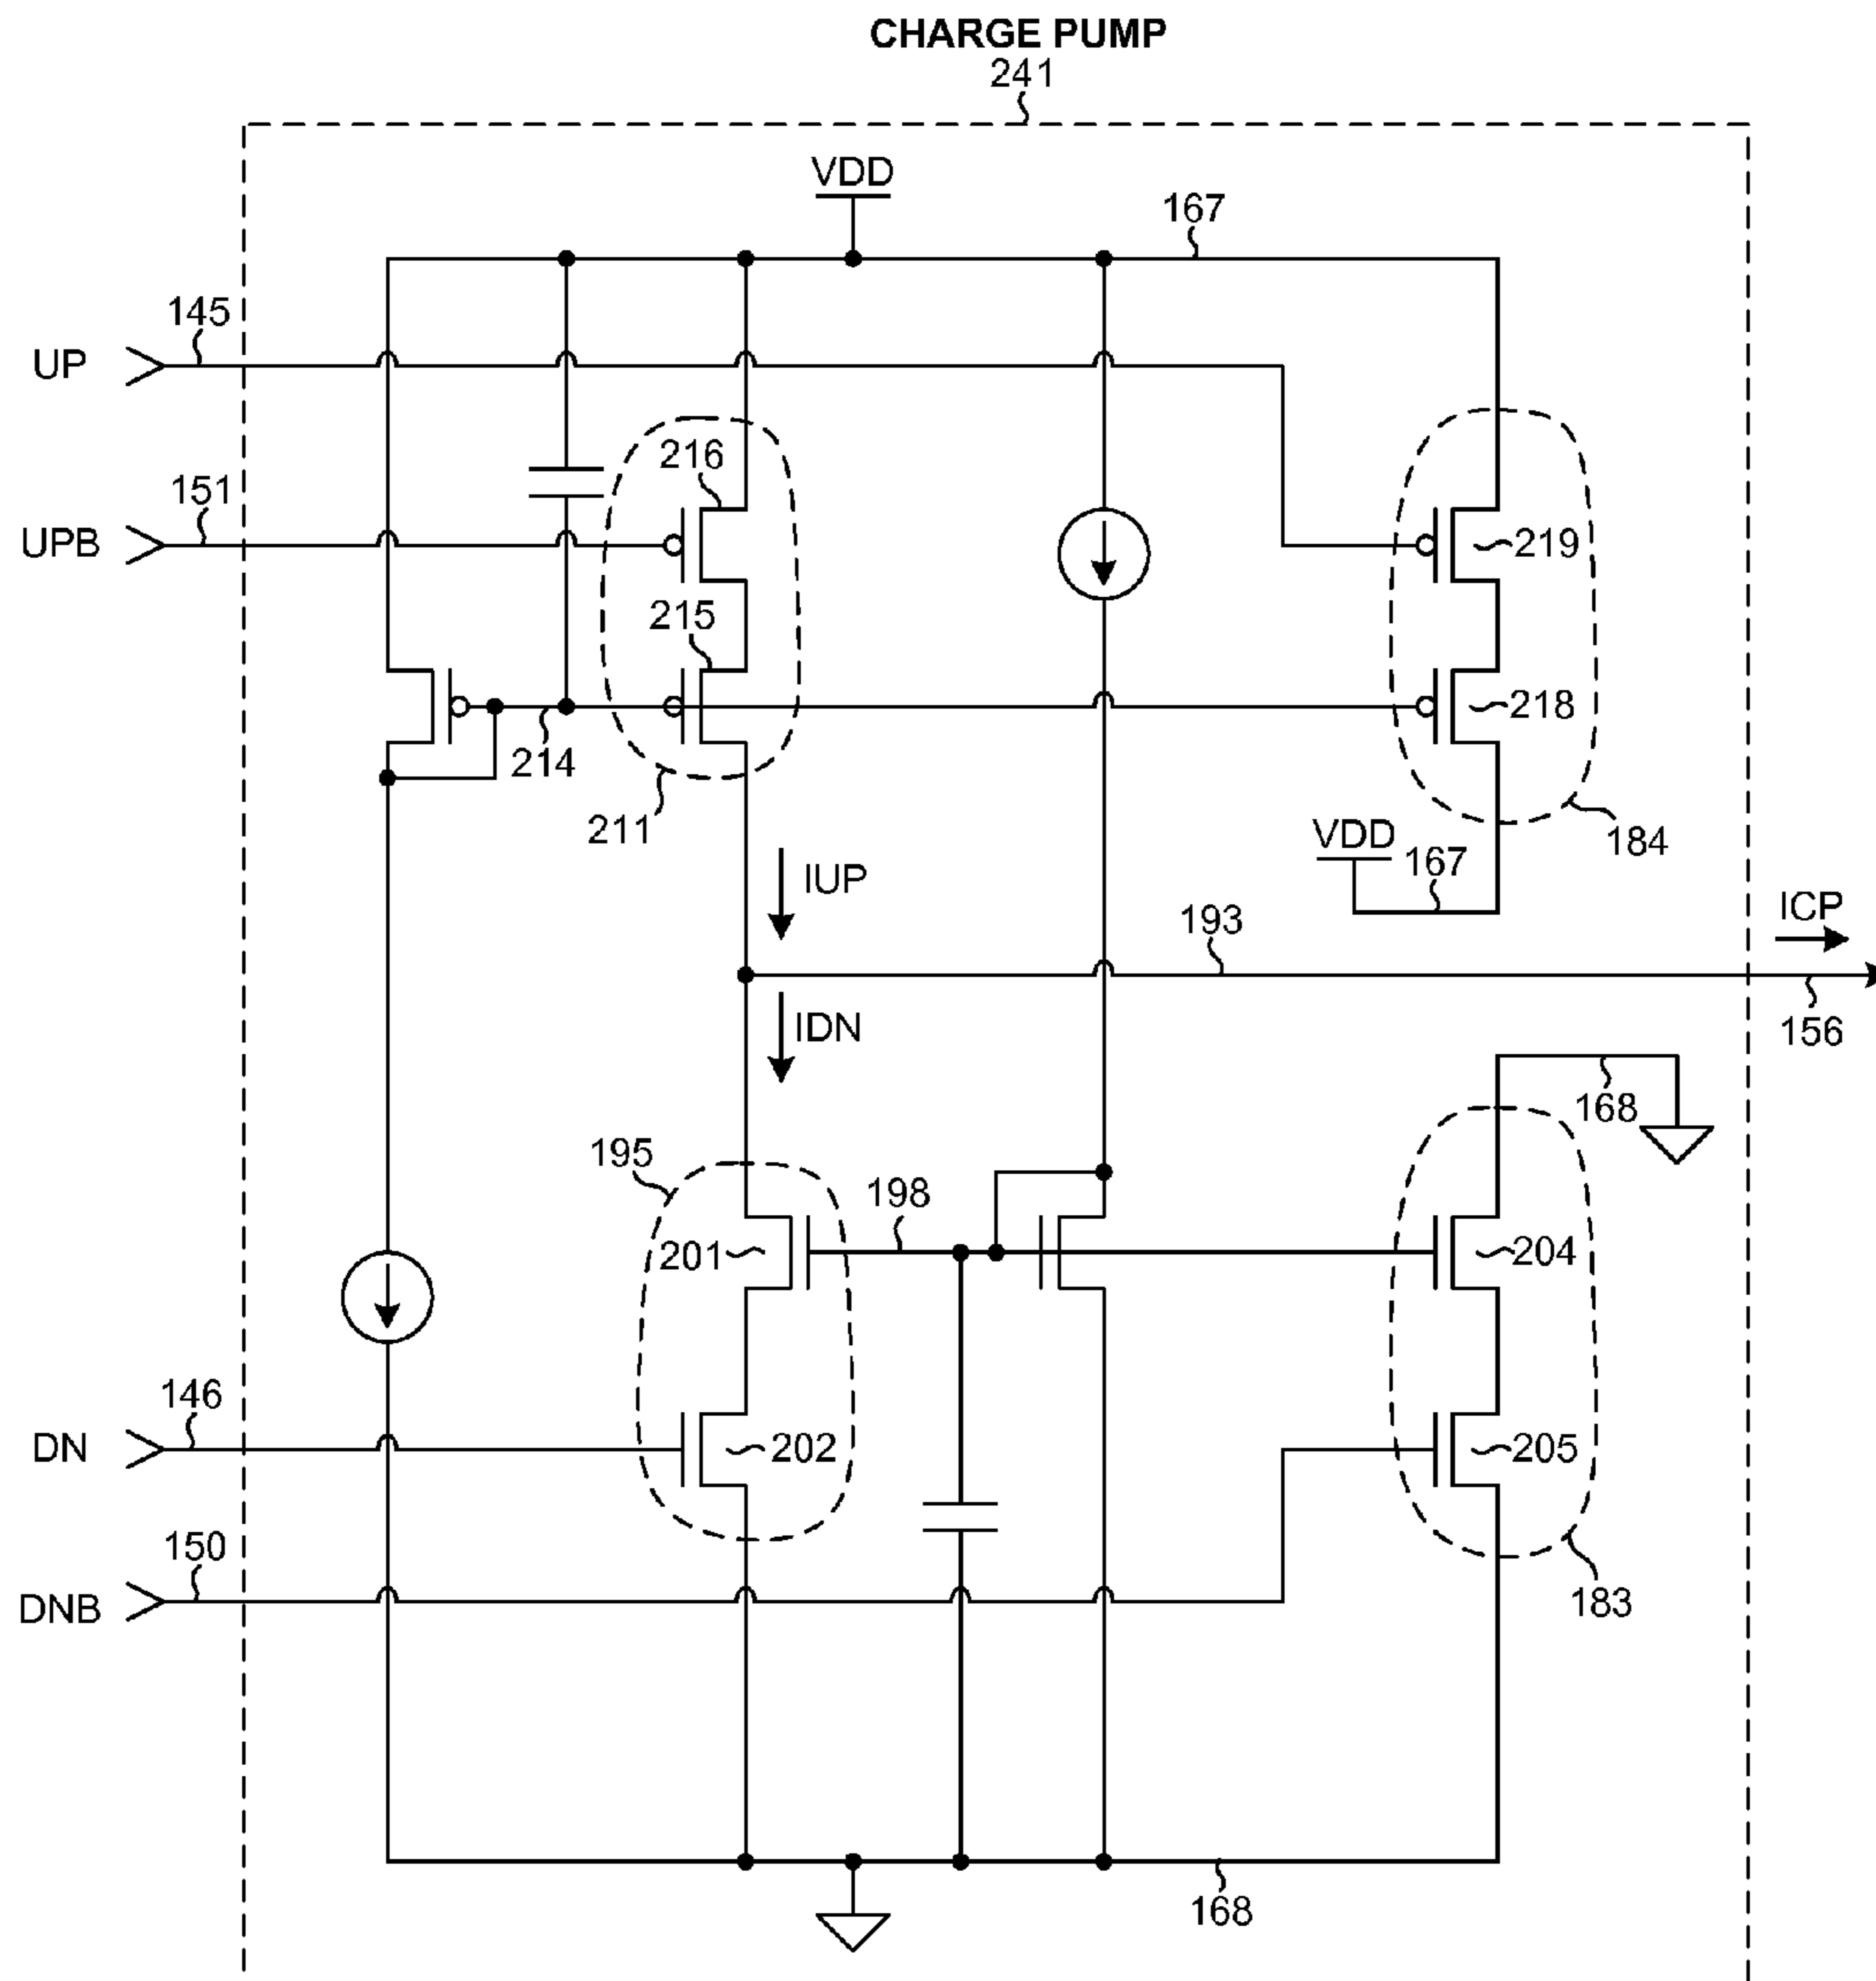 CHARGE PUMP
241
VDD
167
145
UP
216
151
UPB
219
215
218
214
211
184
VDD
167
IUP
ICP
193
IDN
156
168
195
198
201
204
146
DN
202
205
150
DNB
183
168